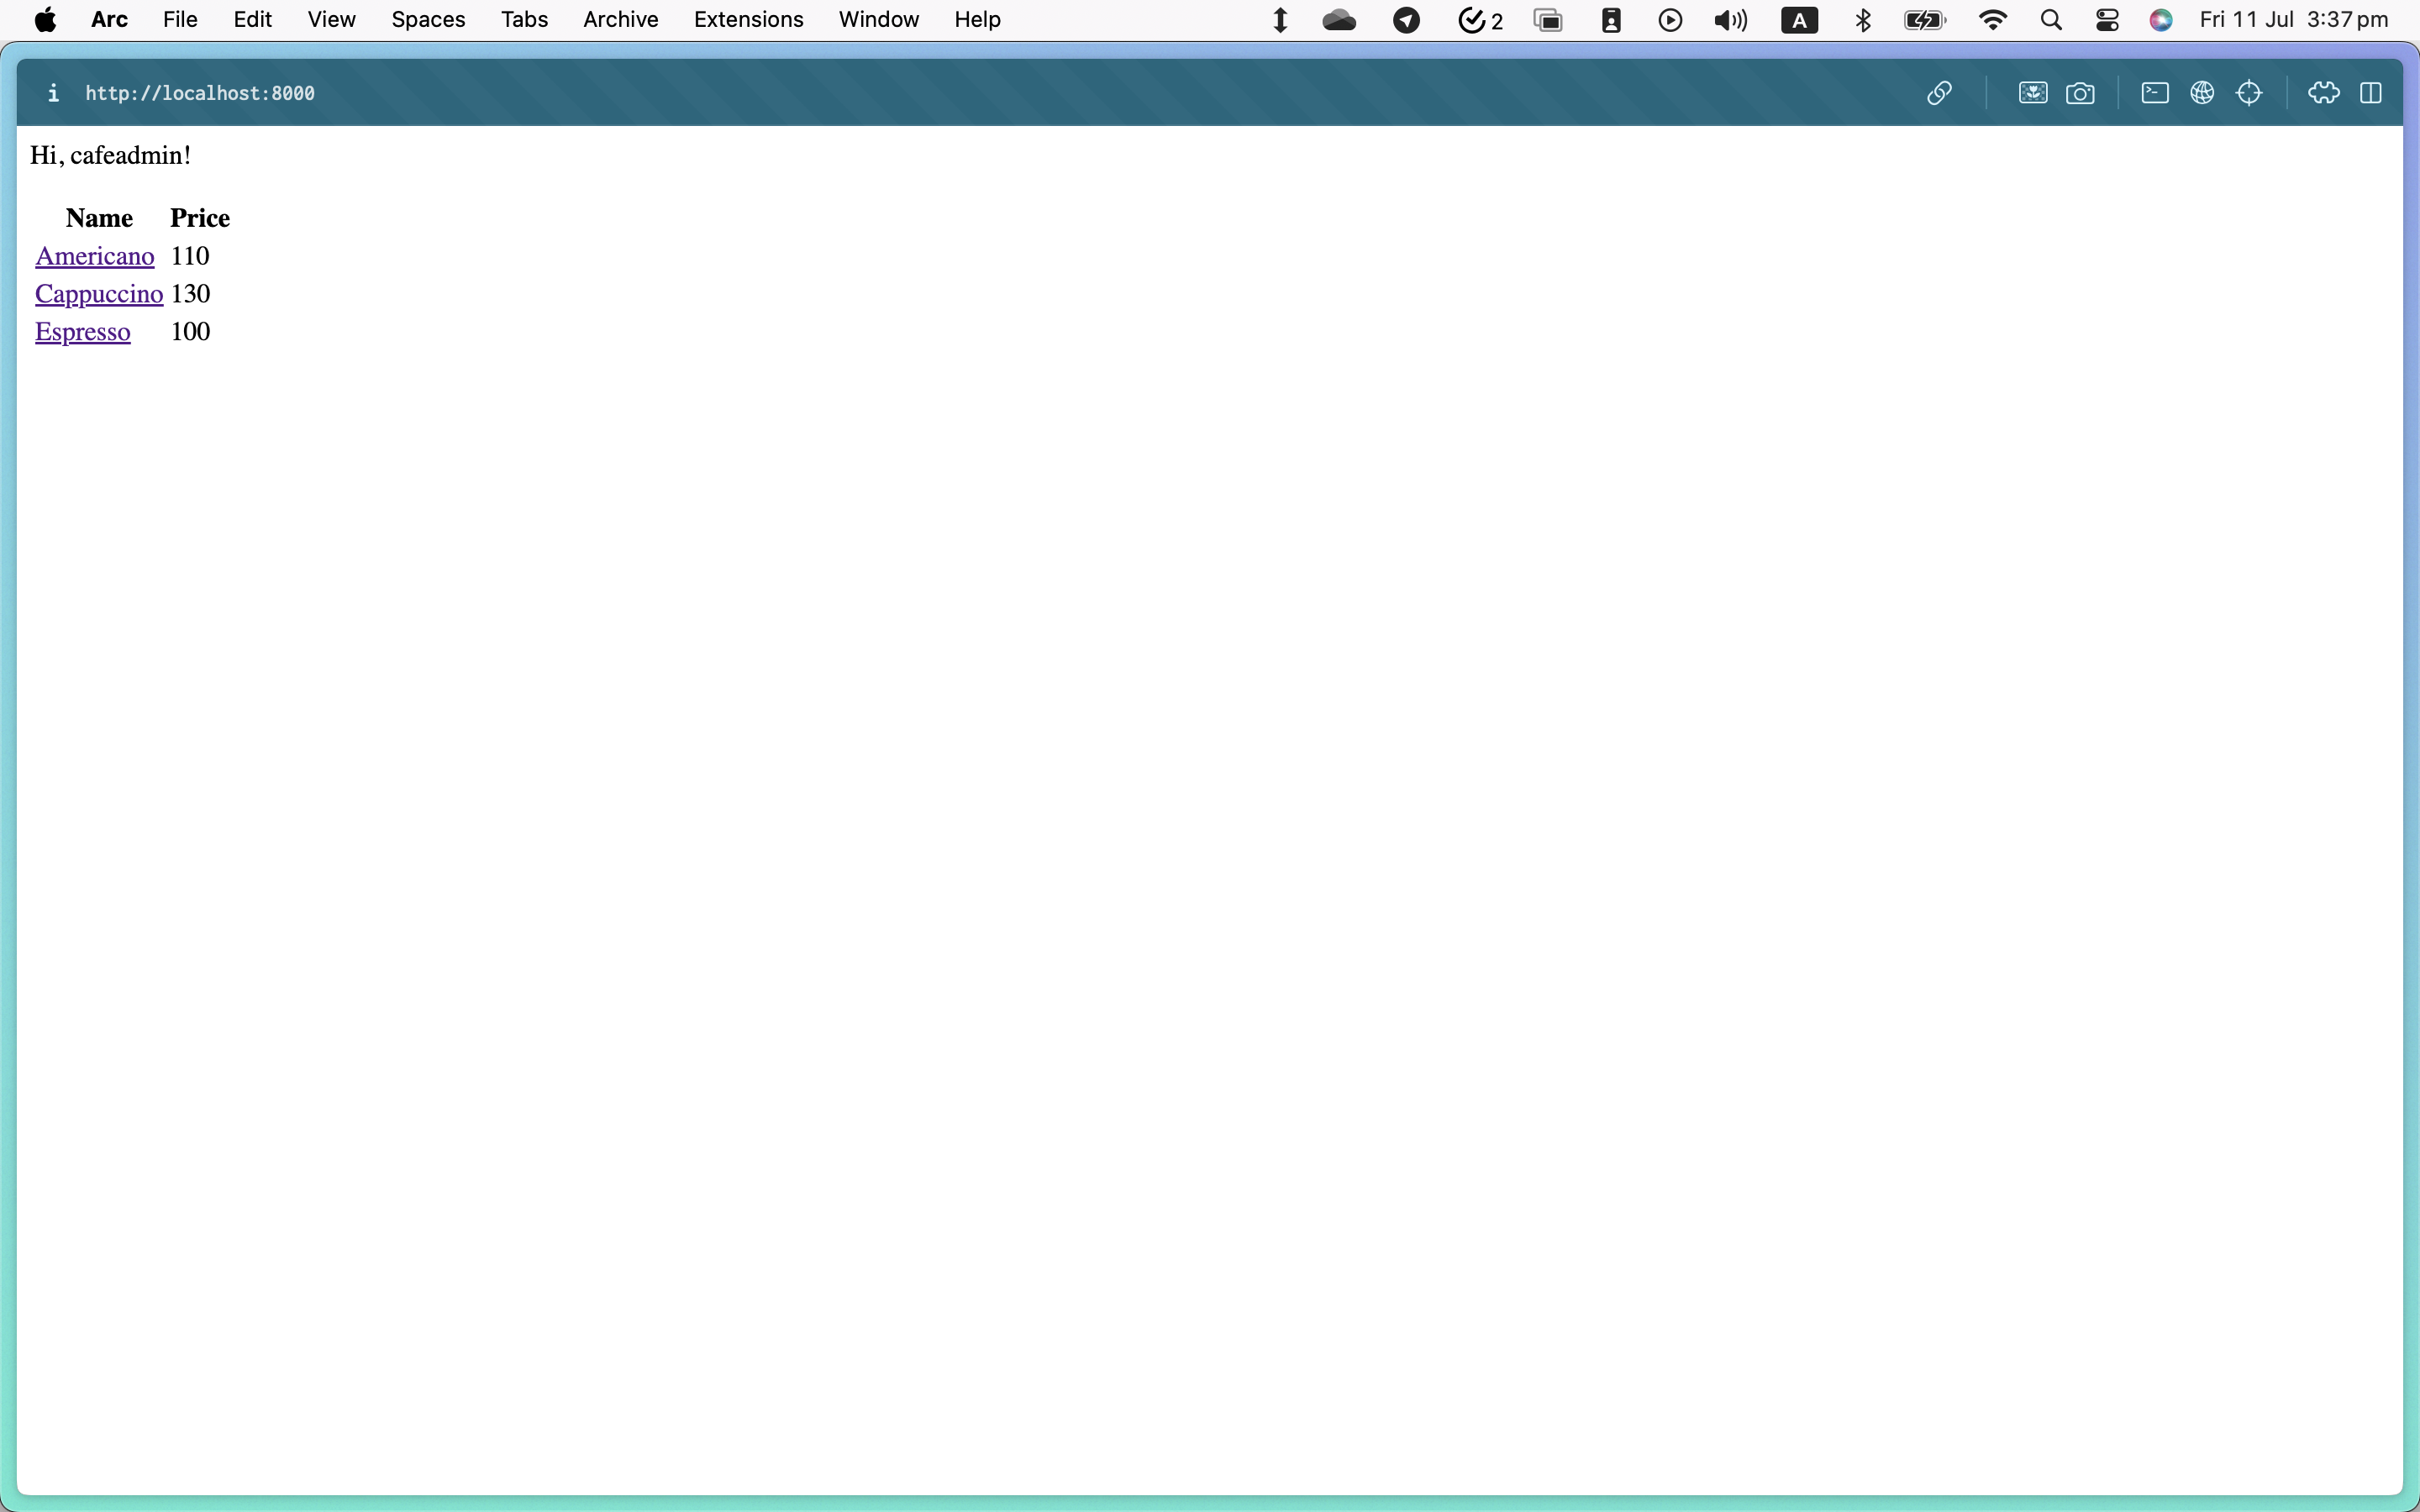 Arc File Edit View Spaces Tabs Archive Extensions Window Help 2 A Fri 11 Jul 3:37 pm
i http://localhost:8000
Hi, cafeadmin!
Name Price
Americano 110
Cappuccino 130
Espresso 100